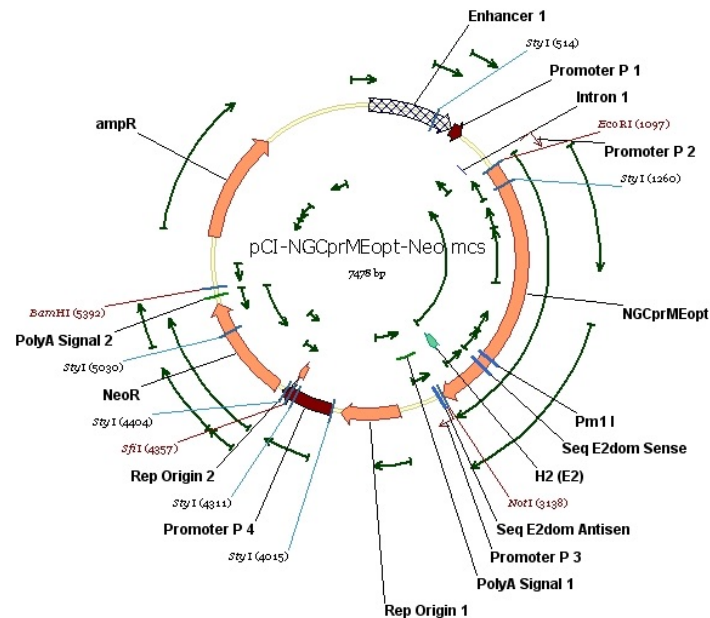 Enhancer 1
StyI (514)
Promoter P 1
Intron 1
EcoRI (1097)
Promoter P 2
StyI (1260)
ampR
pCI-NGCprMEopt-Neo mcs
7478 bp
NGCprMEopt
BamHI (5392)
PolyA Signal 2
StyI (5030)
NeoR
StyI (4404)
SfiI (4357)
Rep Origin 2
StyI (4311)
Promoter P 4
StyI (4015)
Pm1 I
Seq E2dom Sense
H2 (E2)
NotI (3138)
Seq E2dom Antisen
Promoter P 3
PolyA Signal 1
Rep Origin 1